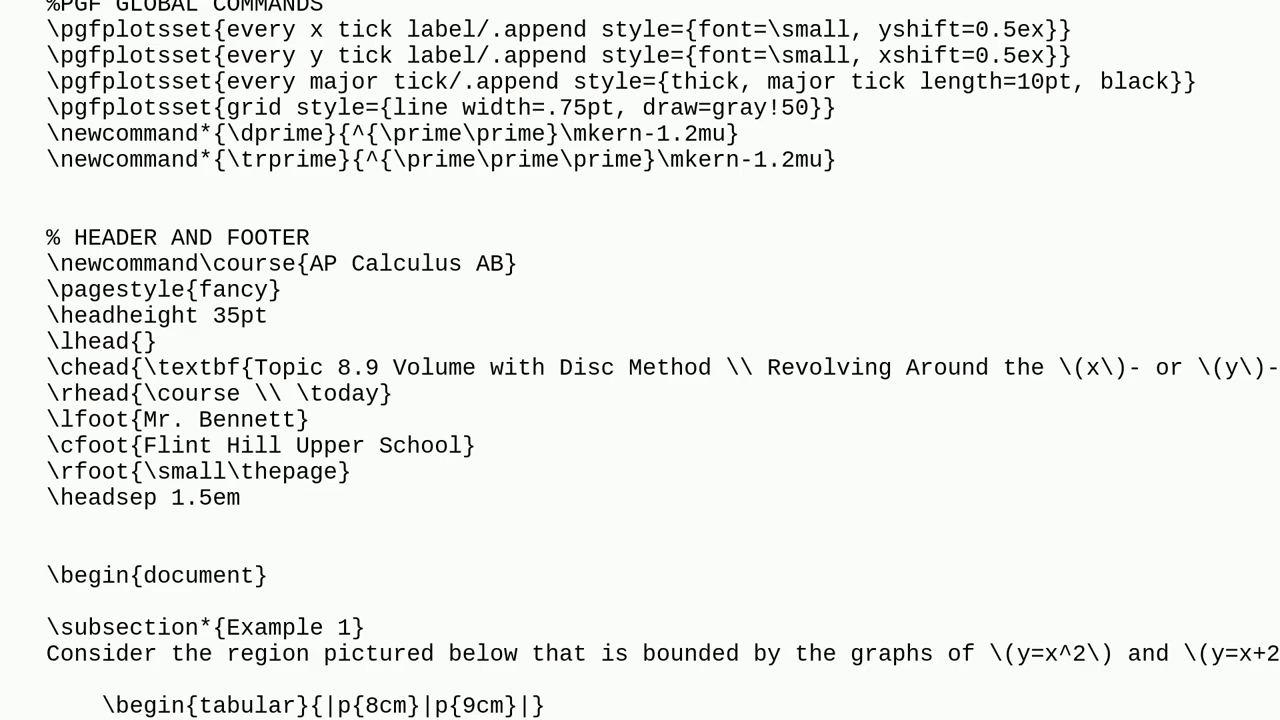 %PGF GLOBAL COMMANDS
\pgfplotsset{every x tick label/.append style={font=\small, yshift=0.5ex}}
\pgfplotsset{every y tick label/.append style={font=\small, xshift=0.5ex}}
\pgfplotsset{every major tick/.append style={thick, major tick length=10pt, black}}
\pgfplotsset{grid style={line width=.75pt, draw=gray!50}}
\newcommand*{\dprime}{^{\prime\prime}\mkern-1.2mu}
\newcommand*{\trprime}{^{\prime\prime\prime}\mkern-1.2mu}
% HEADER AND FOOTER
\newcommand\course{AP Calculus AB}
\pagestyle{fancy}
\headheight 35pt
\lhead{}
\chead{\textbf{Topic 8.9 Volume with Disc Method \\ Revolving Around the \(x\)- or \(y\)-
\rhead{\course \\ \today}
\lfoot{Mr. Bennett}
\cfoot{Flint Hill Upper School}
\rfoot{\small\thepage}
\headsep 1.5em
\begin{document}
\subsection*{Example 1}
Consider the region pictured below that is bounded by the graphs of \(y=x^2\) and \(y=x+2
\begin{tabular}{|p{8cm}|p{9cm}|}